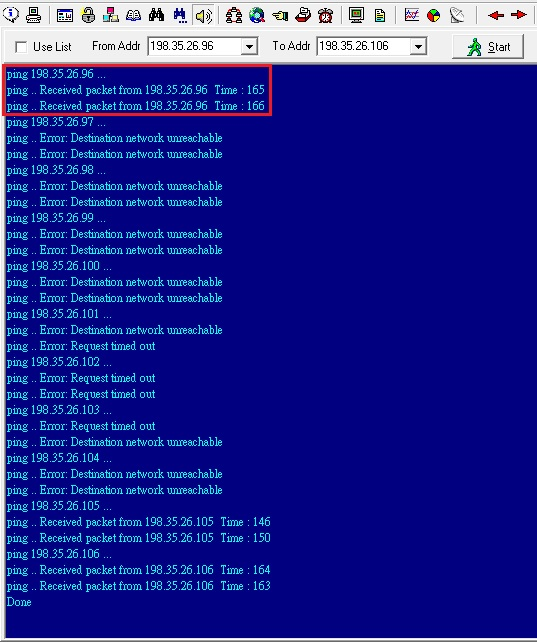 Use List From Addr 198.35.26.96 To Addr 198.35.26.106 Start
ping 198.35.26.96 ...
ping .. Received packet from 198.35.26.96 Time : 165
ping .. Received packet from 198.35.26.96 Time : 166
ping 198.35.26.97 ...
ping .. Error: Destination network unreachable
ping .. Error: Destination network unreachable
ping 198.35.26.98 ...
ping .. Error: Destination network unreachable
ping .. Error: Destination network unreachable
ping 198.35.26.99 ...
ping .. Error: Destination network unreachable
ping .. Error: Destination network unreachable
ping 198.35.26.100 ...
ping .. Error: Destination network unreachable
ping .. Error: Destination network unreachable
ping 198.35.26.101 ...
ping .. Error: Destination network unreachable
ping .. Error: Request timed out
ping 198.35.26.102 ...
ping .. Error: Request timed out
ping .. Error: Request timed out
ping 198.35.26.103 ...
ping .. Error: Request timed out
ping .. Error: Destination network unreachable
ping 198.35.26.104 ...
ping .. Error: Destination network unreachable
ping .. Error: Destination network unreachable
ping 198.35.26.105 ...
ping .. Received packet from 198.35.26.105 Time : 146
ping .. Received packet from 198.35.26.105 Time : 150
ping 198.35.26.106 ...
ping .. Received packet from 198.35.26.106 Time : 164
ping .. Received packet from 198.35.26.106 Time : 163
Done